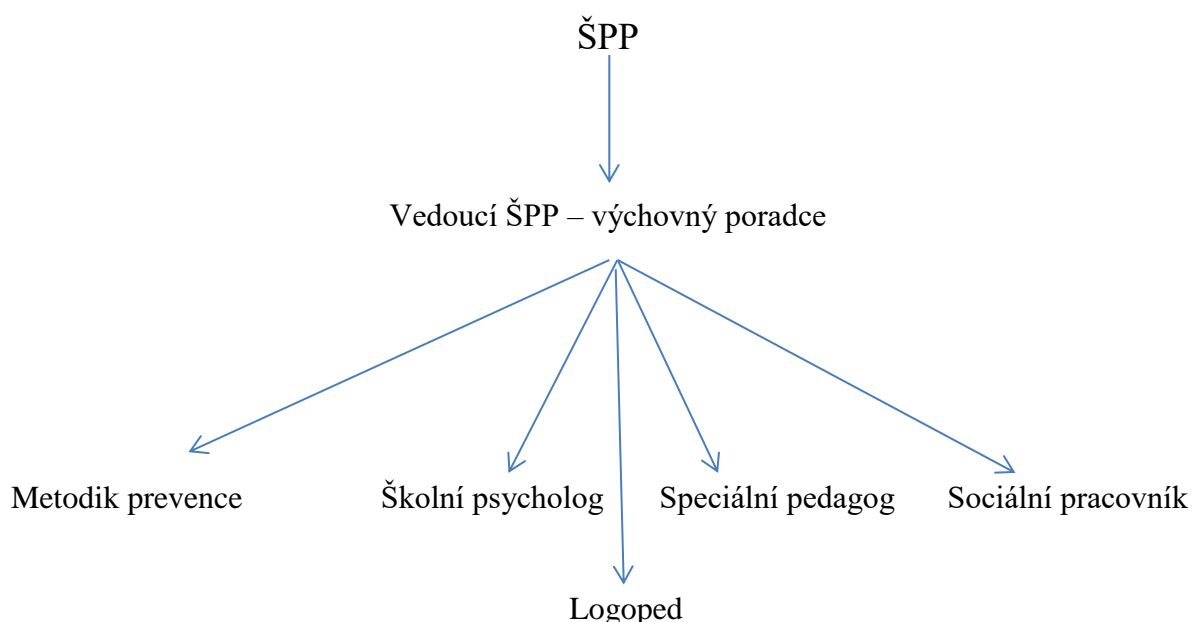 ŠPP
Vedoucí ŠPP – výchovný poradce
Metodik prevence Školní psycholog Speciální pedagog Sociální pracovník
Logoped